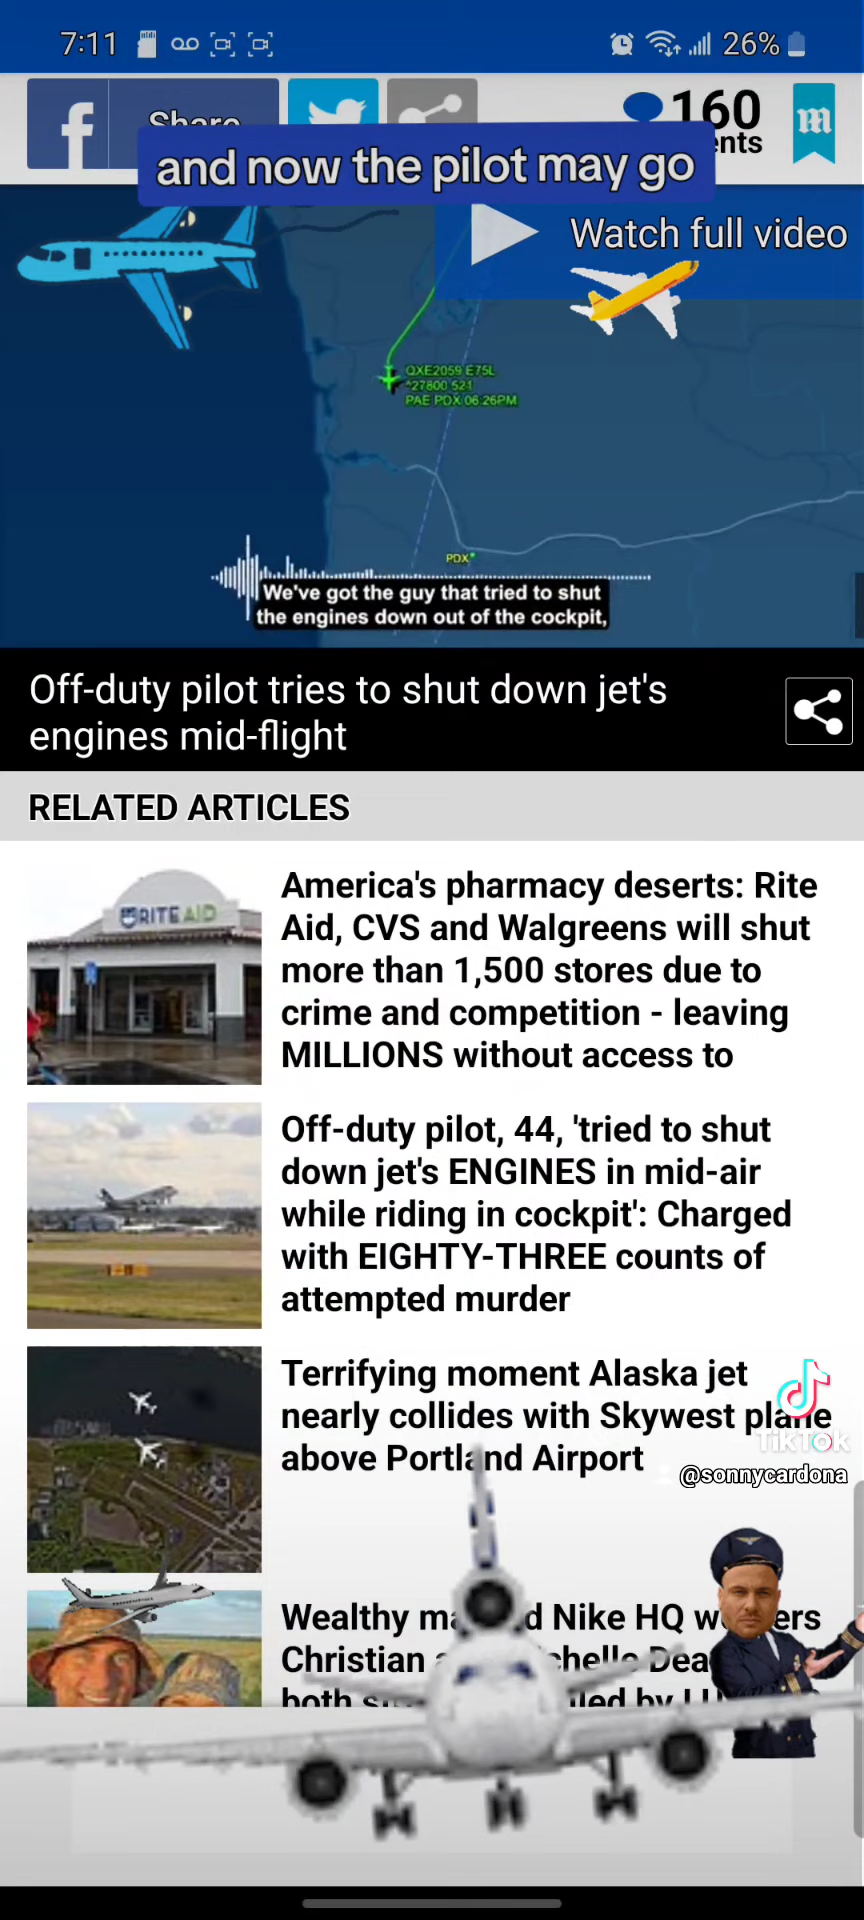 7:11
26%
f Share
160
ents
m
and now the pilot may go
Watch full video
QXE2059 E75L
^27800 521
PAE PDX 06:26PM
PDX
We've got the guy that tried to shut
the engines down out of the cockpit,
Off-duty pilot tries to shut down jet's
engines mid-flight
RELATED ARTICLES
RITE AID
America's pharmacy deserts: Rite
Aid, CVS and Walgreens will shut
more than 1,500 stores due to
crime and competition - leaving
MILLIONS without access to
Off-duty pilot, 44, 'tried to shut
down jet's ENGINES in mid-air
while riding in cockpit': Charged
with EIGHTY-THREE counts of
attempted murder
Terrifying moment Alaska jet
nearly collides with Skywest plane
above Portland Airport
TikTok
@sonnycardona
Wealthy Nike HQ
Christian
both